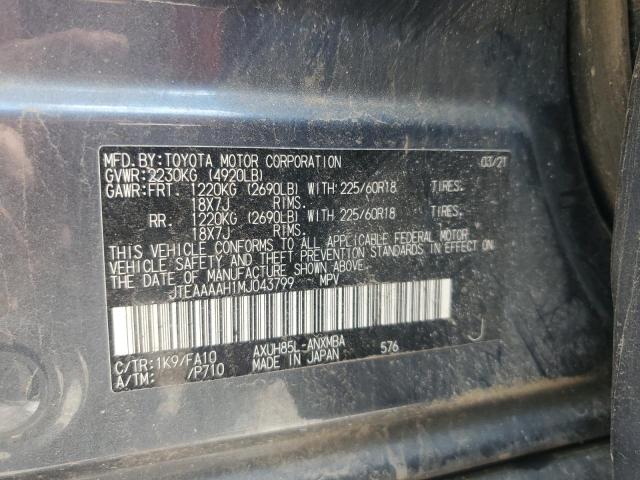 MFD. BY: TOYOTA MOTOR CORPORATION 03/21
GVWR: 2230KG (4920LB)
GAWR: FRT. 1220KG (2690LB) WITH: 225/60R18 TIRES.
18X7J RIMS.
RR. 1220KG (2690LB) WITH: 225/60R18 TIRES.
18X7J RIMS.
THIS VEHICLE CONFORMS TO ALL APPLICABLE FEDERAL MOTOR
VEHICLE SAFETY AND THEFT PREVENTION STANDARDS IN EFFECT ON
THE DATE OF MANUFACTURE SHOWN ABOVE.
JTEAAAAH1MJ043799 MPV
C/TR: 1K9/FA10 AXUH85L-ANXMBA 576 J
A/TM: /P710 MADE IN JAPAN